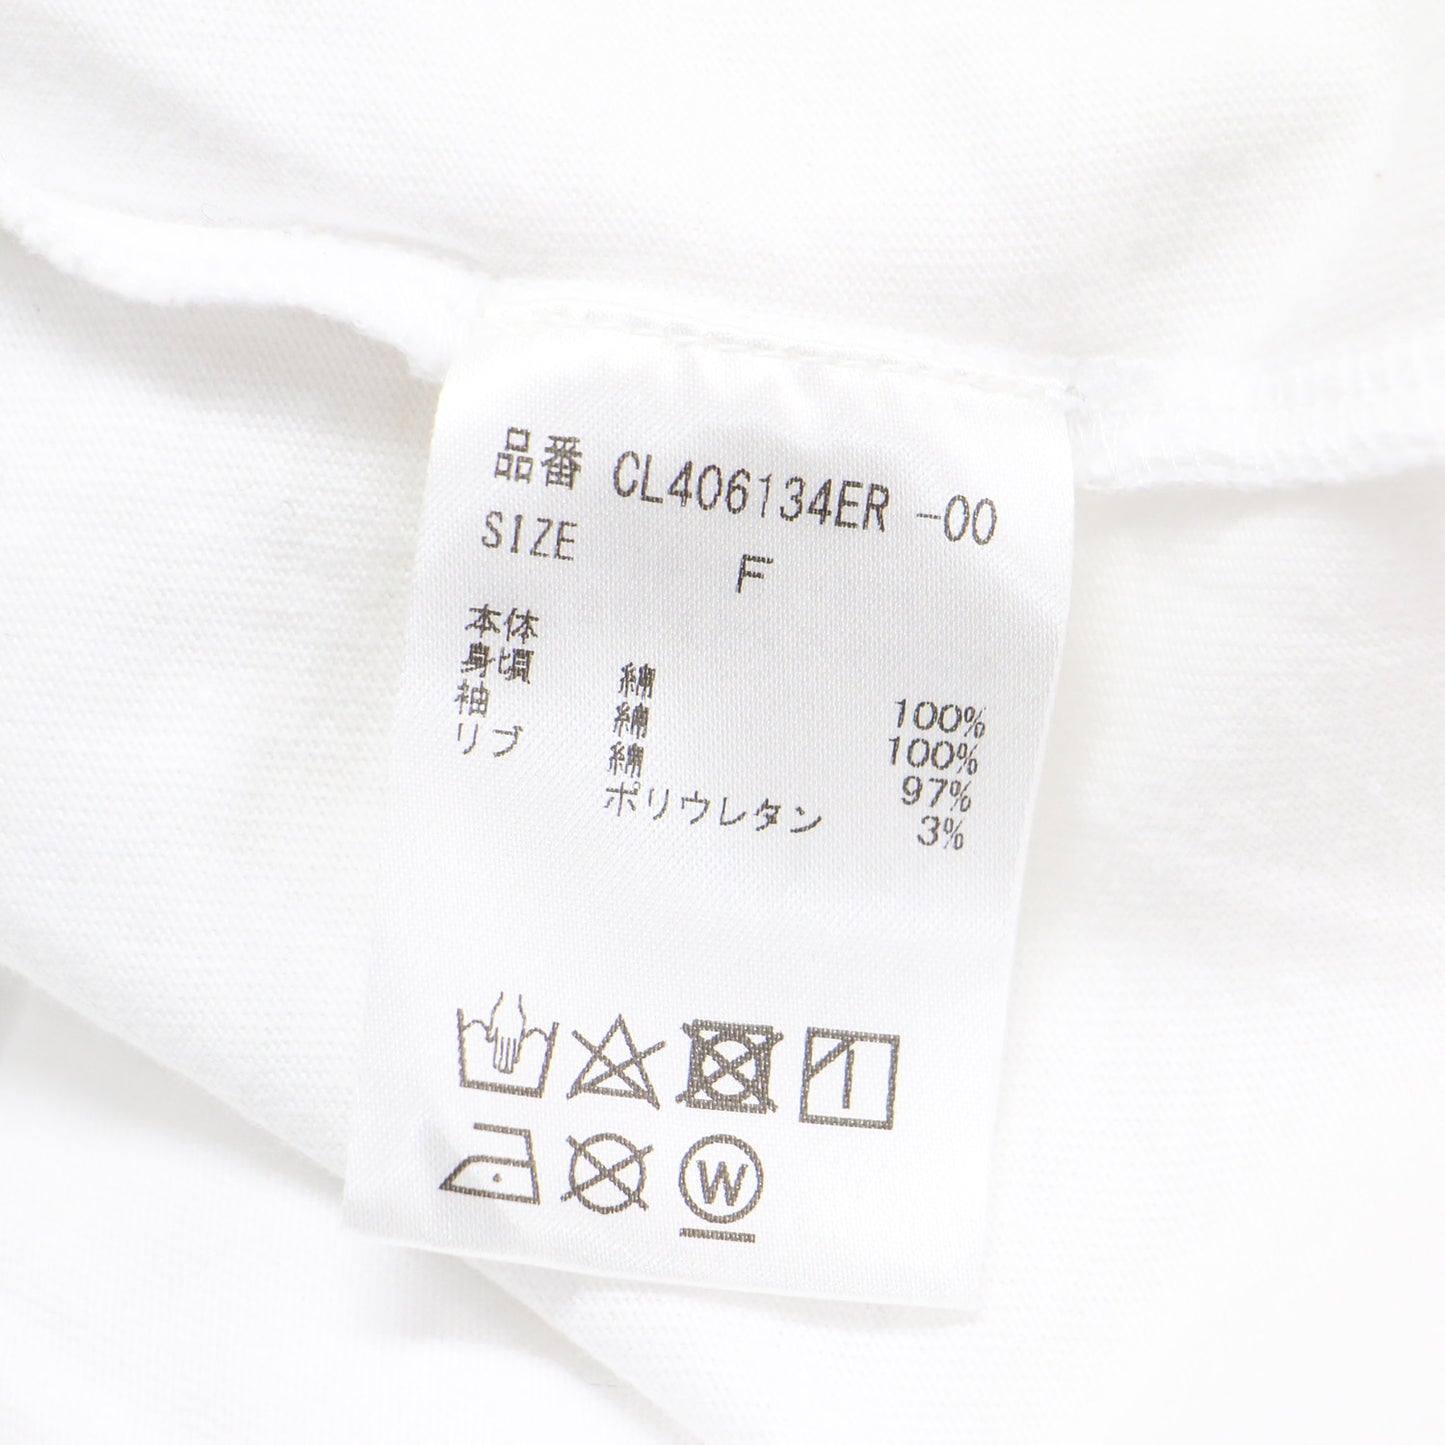 品番 CL406134ER -00
SIZE F
本体
身頃 綿 100%
袖 綿 100%
リブ 綿 97%
ポリウレタン 3%
W